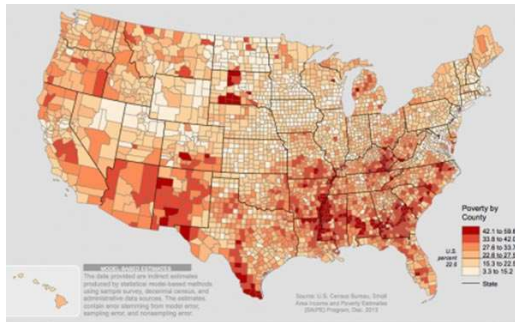 Poverty by
County
42.1 to 59.6
33.8 to 42.0
27.6 to 33.7
22.8 to 27.5
15.3 to 22.
3.3 to 15.2
State
U.S.
percent
22.6
MODEL-BASED ESTIMATES
The data provided are indirect estimates
produced by statistical model-based methods
using sample survey, decennial census, and
administrative data sources. The estimates
contain error stemming from model error,
sampling error, and nonsampling error.
Source: U.S. Census Bureau, Small
Area Income and Poverty Estimates
(SAIPE) Program, Dec. 2013